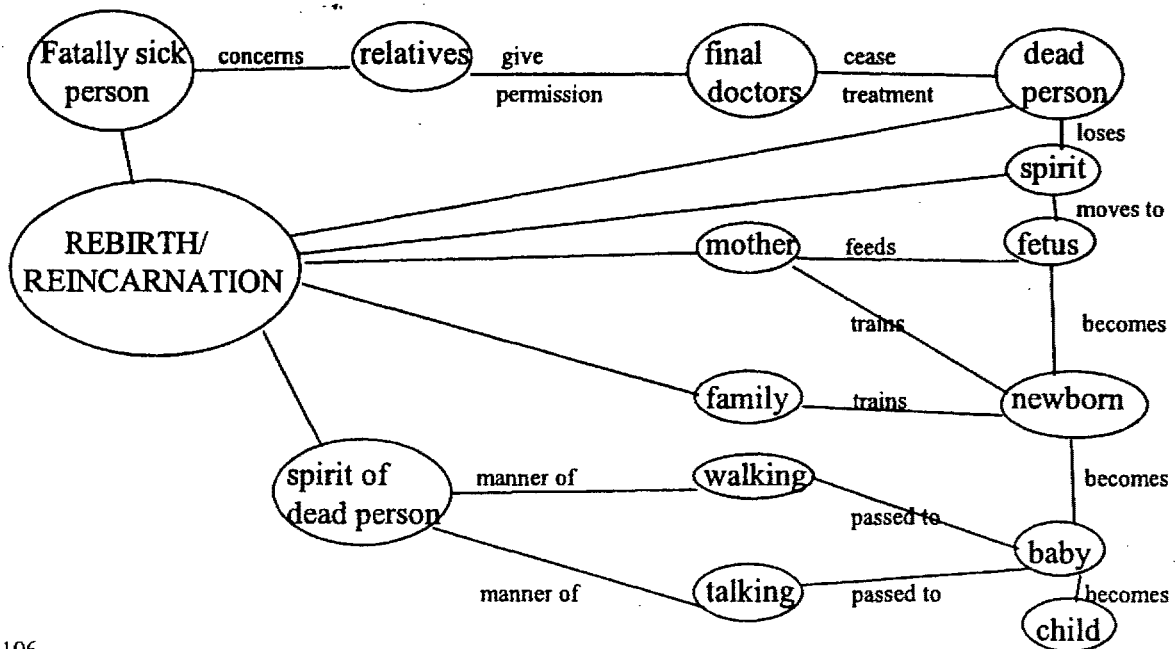 Fatally sick
person
concerns
relatives
give
permission
final
doctors
cease
treatment
dead
person
loses
spirit
moves to
REBIRTH/
REINCARNATION
mother
feeds
fetus
trains
becomes
family
trains
newborn
spirit of
dead person
manner of
walking
passed to
becomes
baby
manner of
talking
passed to
becomes
child